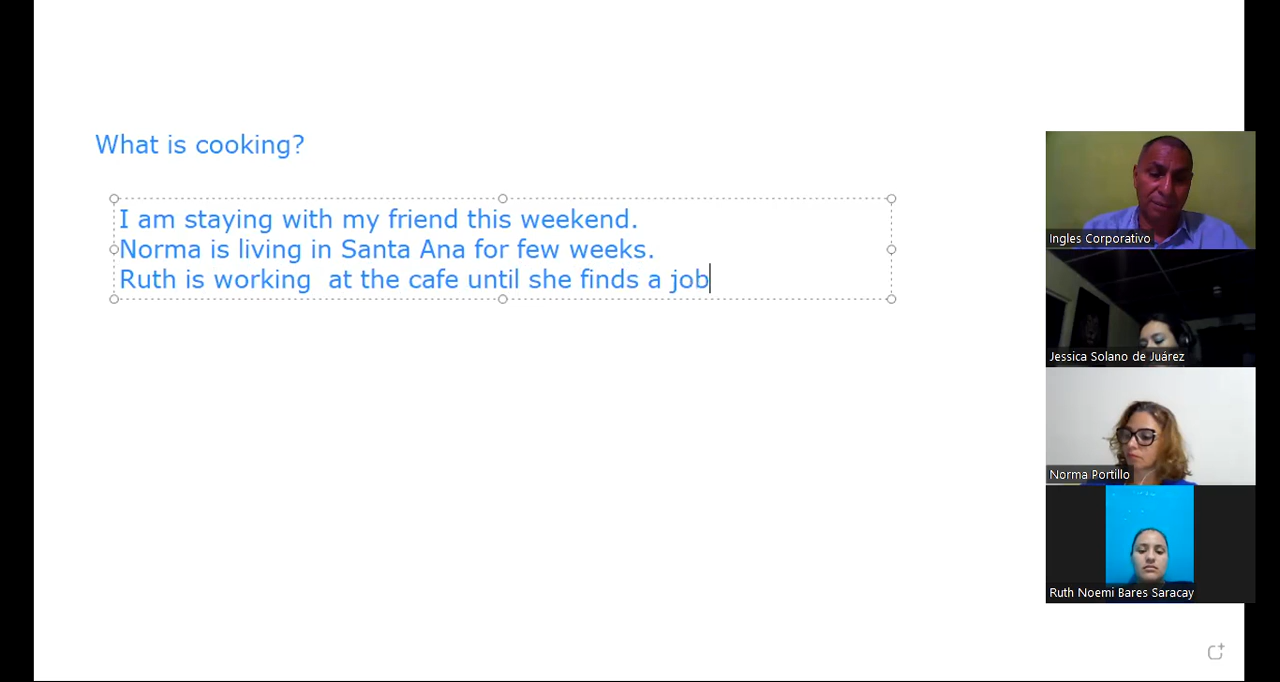 What is cooking?
I am staying with my friend this weekend.
Norma is living in Santa Ana for few weeks.
Ruth is working  at the cafe until she finds a job
Ingles Corporativo
Jessica Solano de Juárez
Norma Portillo
Ruth Noemi Bares Saracay